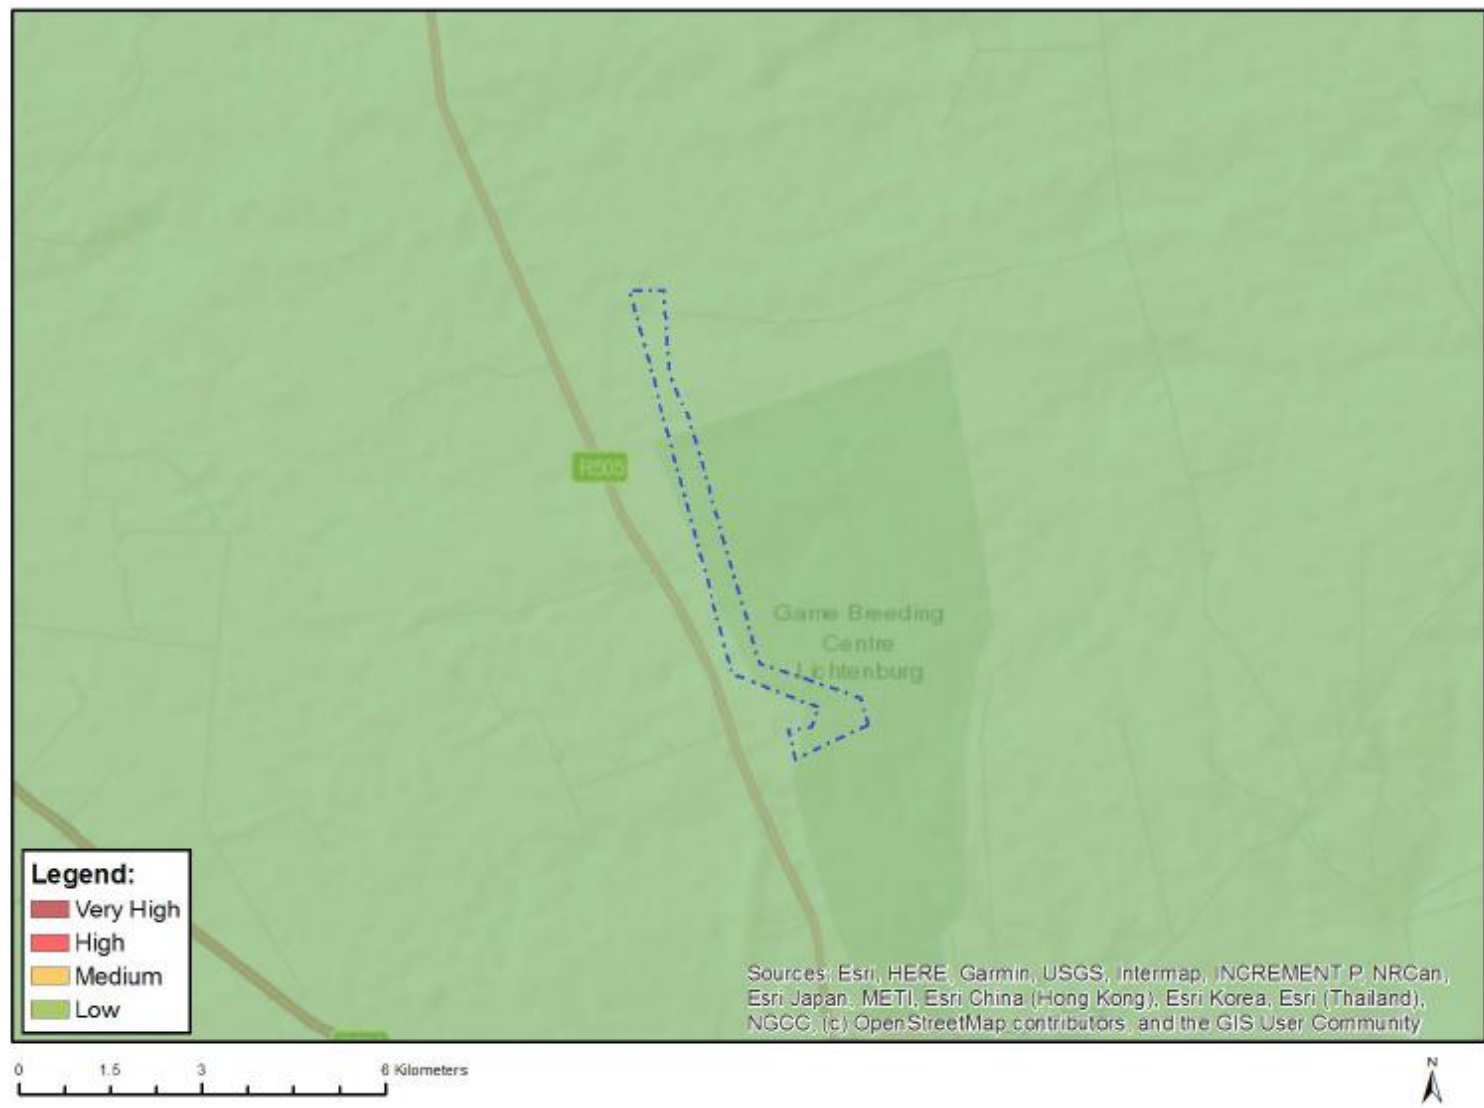 R505
Game Breeding
Centre
Lichtenburg
Legend:
Very High
High
Medium
Low
Sources: Esri, HERE, Garmin, USGS, Intermap, INCREMENT P, NRCan,
Esri Japan, METI, Esri China (Hong Kong), Esri Korea, Esri (Thailand),
NGCC, (c) OpenStreetMap contributors, and the GIS User Community
0 1.5 3 6 Kilometers
N